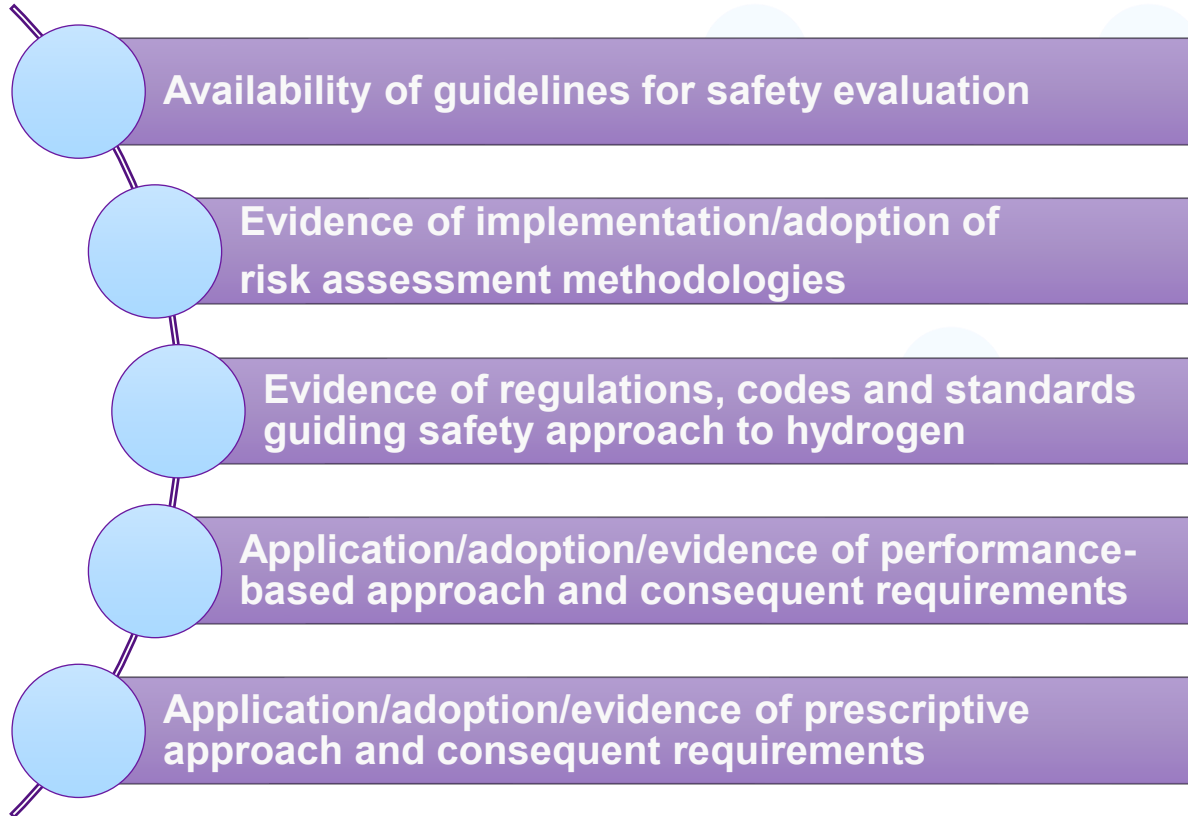 Availability of guidelines for safety evaluation
Evidence of implementation/adoption of
risk assessment methodologies
Evidence of regulations, codes and standards
guiding safety approach to hydrogen
Application/adoption/evidence of performance-
based approach and consequent requirements
Application/adoption/evidence of prescriptive
approach and consequent requirements